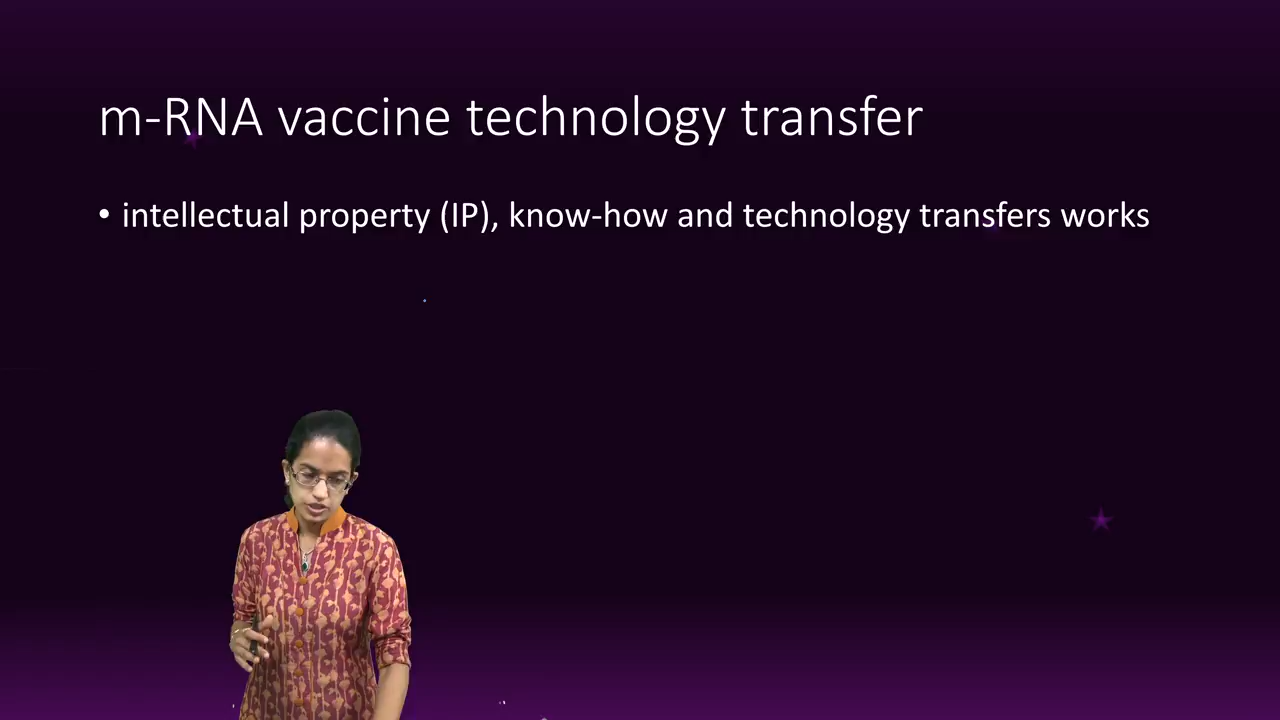 m-RNA vaccine technology transfer
• intellectual property (IP), know-how and technology transfers works